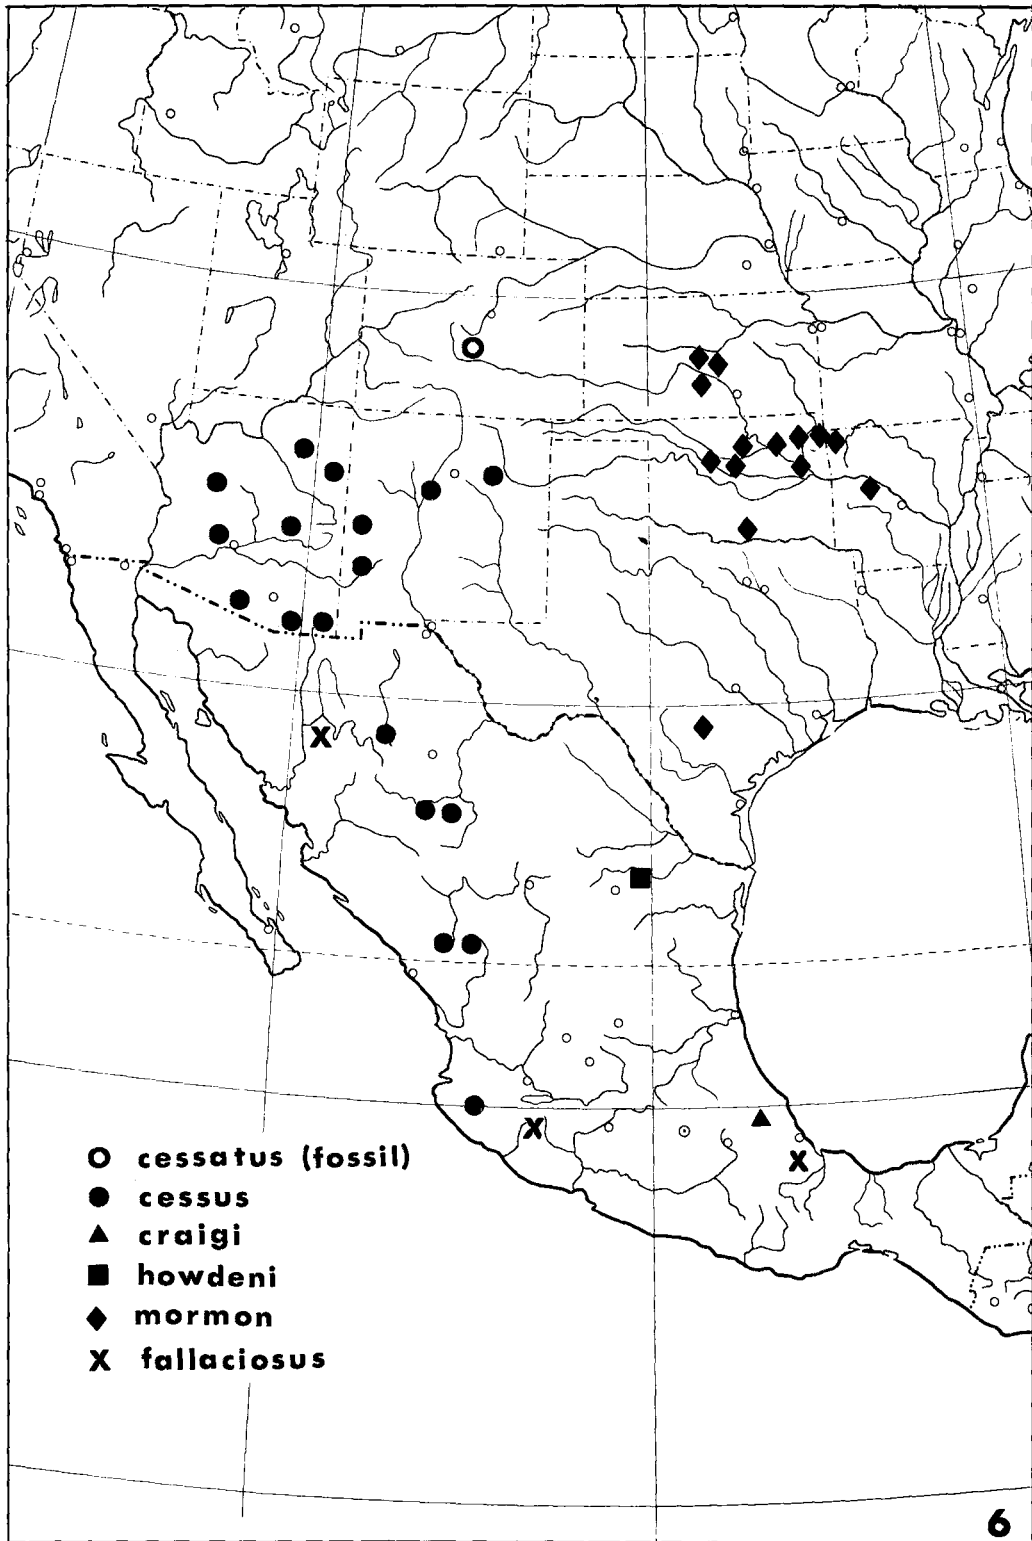 cessatus (fossil)
cessus
craigi
howdeni
mormon
x fallaciosus
x
x
x
6